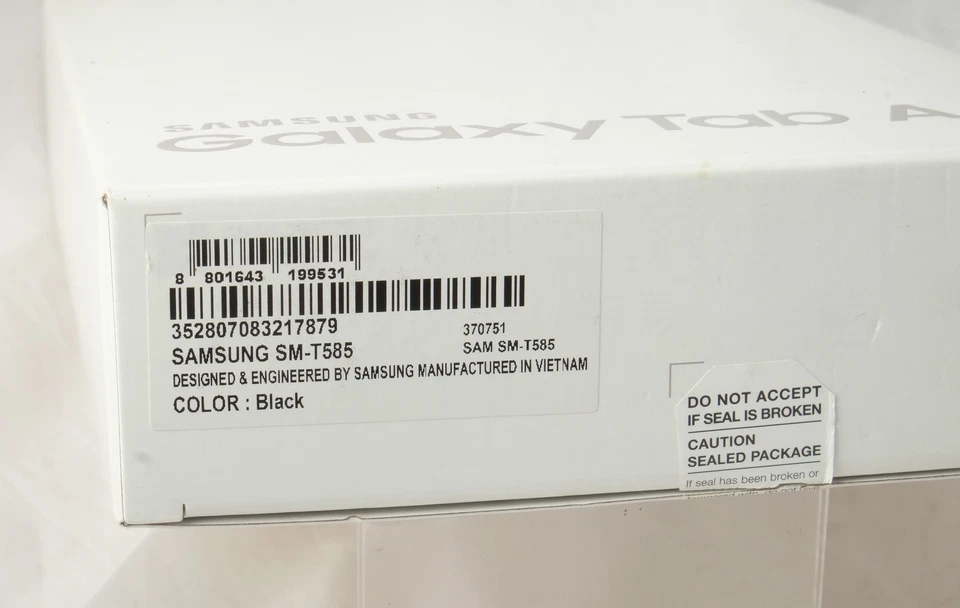 SAMSUNG
Galaxy Tab A
8 801643 199531
352807083217879
370751
SAMSUNG SM-T585
SAM SM-T585
DESIGNED & ENGINEERED BY SAMSUNG MANUFACTURED IN VIETNAM
COLOR : Black
DO NOT ACCEPT
IF SEAL IS BROKEN
CAUTION
SEALED PACKAGE
If seal has been broken or